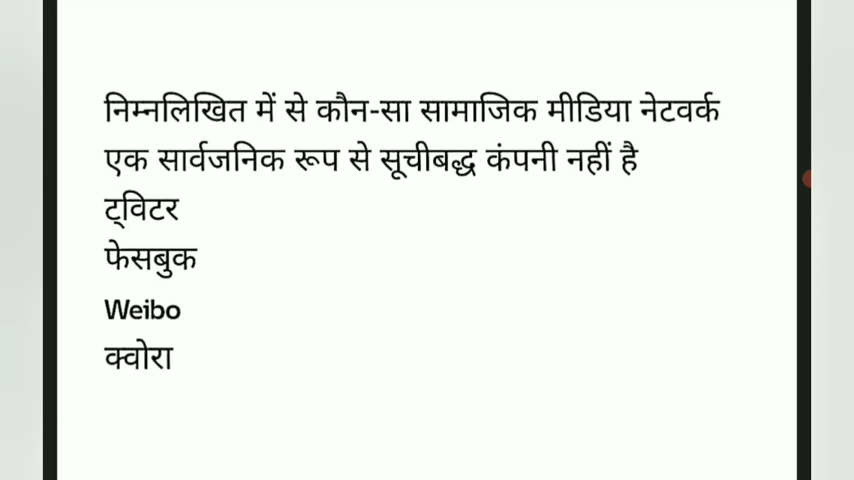 निम्नलिखित में से कौन-सा सामाजिक मीडिया नेटवर्क
एक सार्वजनिक रूप से सूचीबद्ध कंपनी नहीं है
ट्विटर
फेसबुक
Weibo
क्वोरा